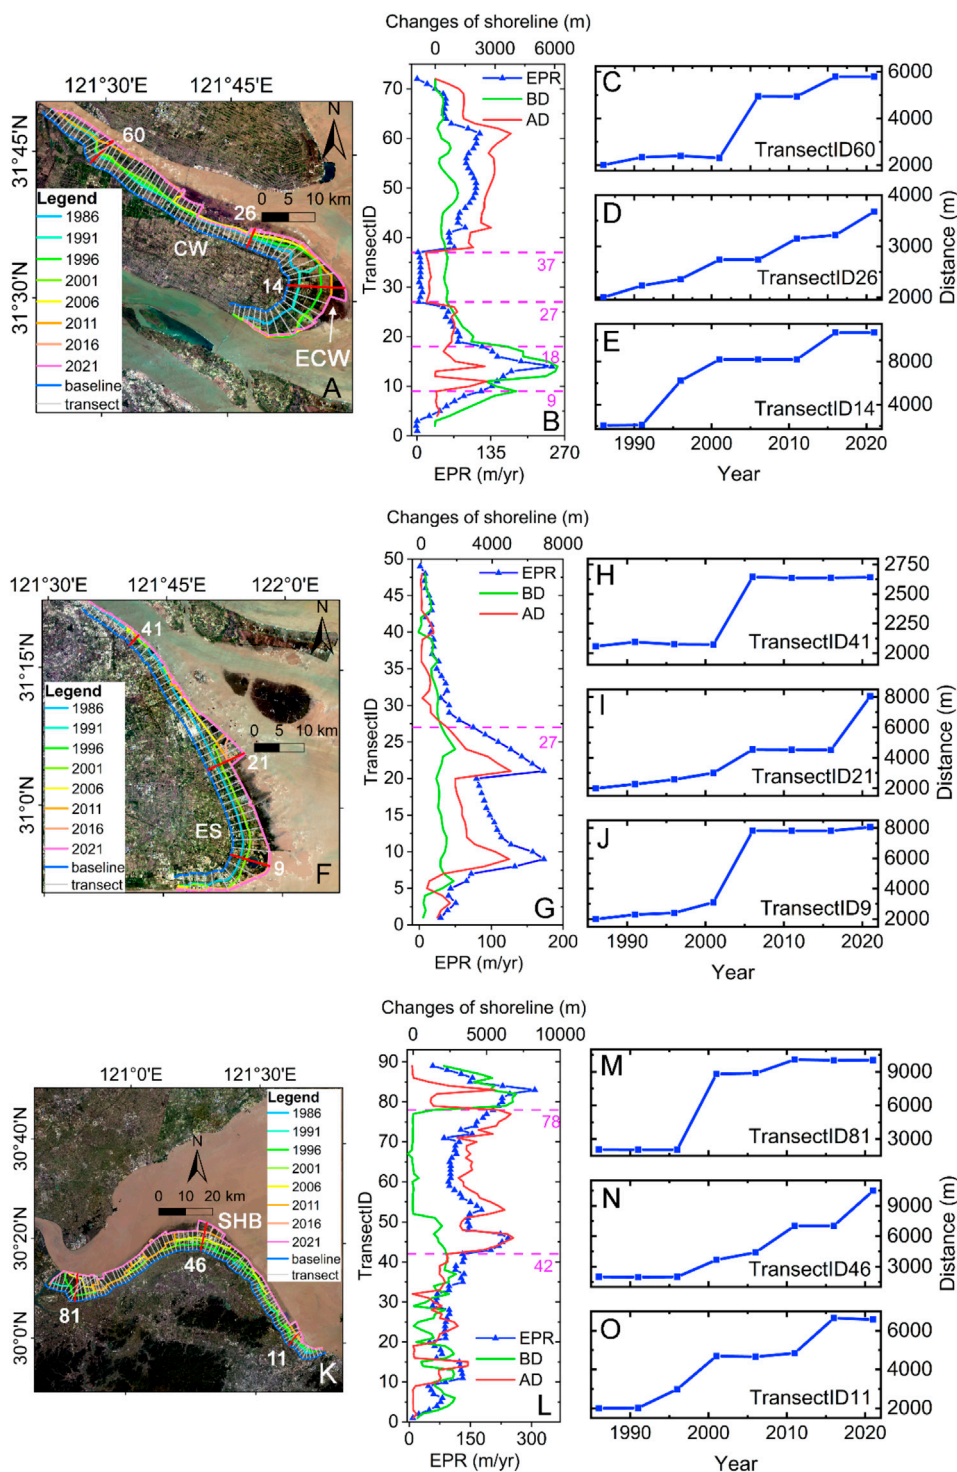 121°30'E 121°45'E
31°45'N
31°30'N
N
60
0 5 10 km
Legend
1986
1991
1996
2001
2006
2011
2016
2021
baseline
transect
26
CW
14
ECW
A
Changes of shoreline (m)
0 3000 6000
TransectID
70
60
50
40
30
20
10
0
EPR
BD
AD
37
27
18
9
B
0 135 270
EPR (m/yr)
C
TransectID60
6000
4000
2000
D
TransectID26
4000
3000
2000
E
TransectID14
8000
4000
Distance (m)
1990 2000 2010 2020
Year
121°30'E 121°45'E 122°0'E
31°15'N
31°0'N
N
41
0 5 10 km
Legend
1986
1991
1996
2001
2006
2011
2016
2021
baseline
transect
21
ES
9
F
Changes of shoreline (m)
0 4000 8000
TransectID
50
45
40
35
30
25
20
15
10
5
0
EPR
BD
AD
27
G
0 100 200
EPR (m/yr)
H
TransectID41
2750
2500
2250
2000
I
TransectID21
8000
6000
4000
2000
J
TransectID9
8000
6000
4000
2000
Distance (m)
1990 2000 2010 2020
Year
121°0'E 121°30'E
30°40'N
30°20'N
30°0'N
N
0 10 20 km
Legend
1986
1991
1996
2001
2006
2011
2016
2021
baseline
transect
SHB
46
81
11
K
Changes of shoreline (m)
0 5000 10000
TransectID
90
80
70
60
50
40
30
20
10
0
78
42
EPR
BD
AD
L
0 150 300
EPR (m/yr)
M
TransectID81
9000
6000
3000
N
TransectID46
9000
6000
3000
O
TransectID11
6000
4000
2000
Distance (m)
1990 2000 2010 2020
Year